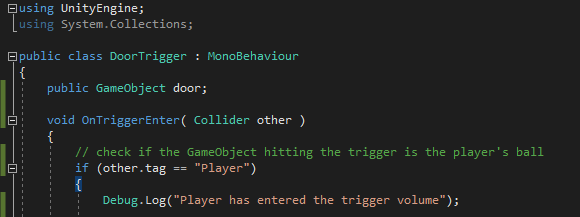 using UnityEngine;
using System.Collections;
public class DoorTrigger : MonoBehaviour
{
public GameObject door;
void OnTriggerEnter( Collider other )
{
// check if the GameObject hitting the trigger is the player's ball
if (other.tag == "Player")
{
Debug.Log("Player has entered the trigger volume");